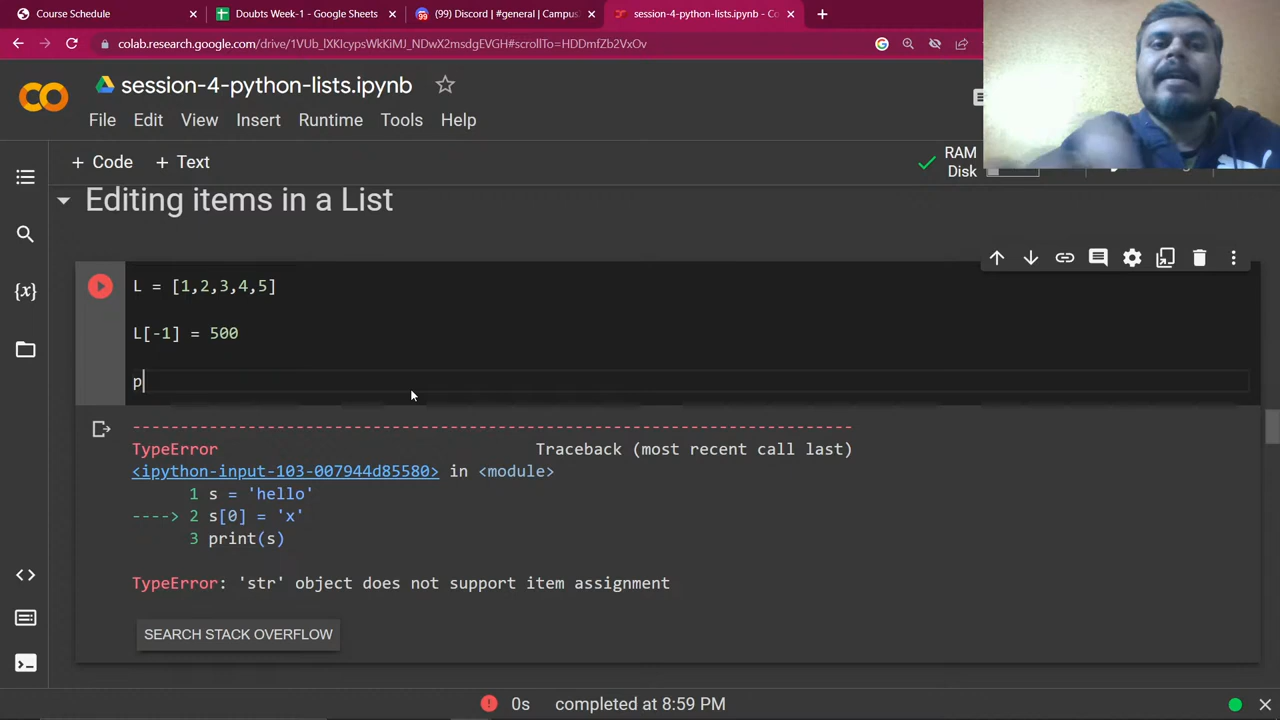 Course Schedule
Doubts Week-1 - Google Sheets
(99) Discord | #general | Campus
session-4-python-lists.ipynb - Co
colab.research.google.com/drive/1VUb_lXKIcypsWkKiMJ_NDwX2msdgEVGH#scrollTo=HDDmfZb2VxOv
session-4-python-lists.ipynb
File Edit View Insert Runtime Tools Help
+ Code + Text
RAM
Disk
Editing items in a List
L = [1,2,3,4,5]
L[-1] = 500
p
--------------------------------------------------------------------------- 
TypeError Traceback (most recent call last)
<ipython-input-103-007944d85580> in <module>
1 s = 'hello'
----> 2 s[0] = 'x'
3 print(s)
TypeError: 'str' object does not support item assignment
SEARCH STACK OVERFLOW
0s completed at 8:59 PM